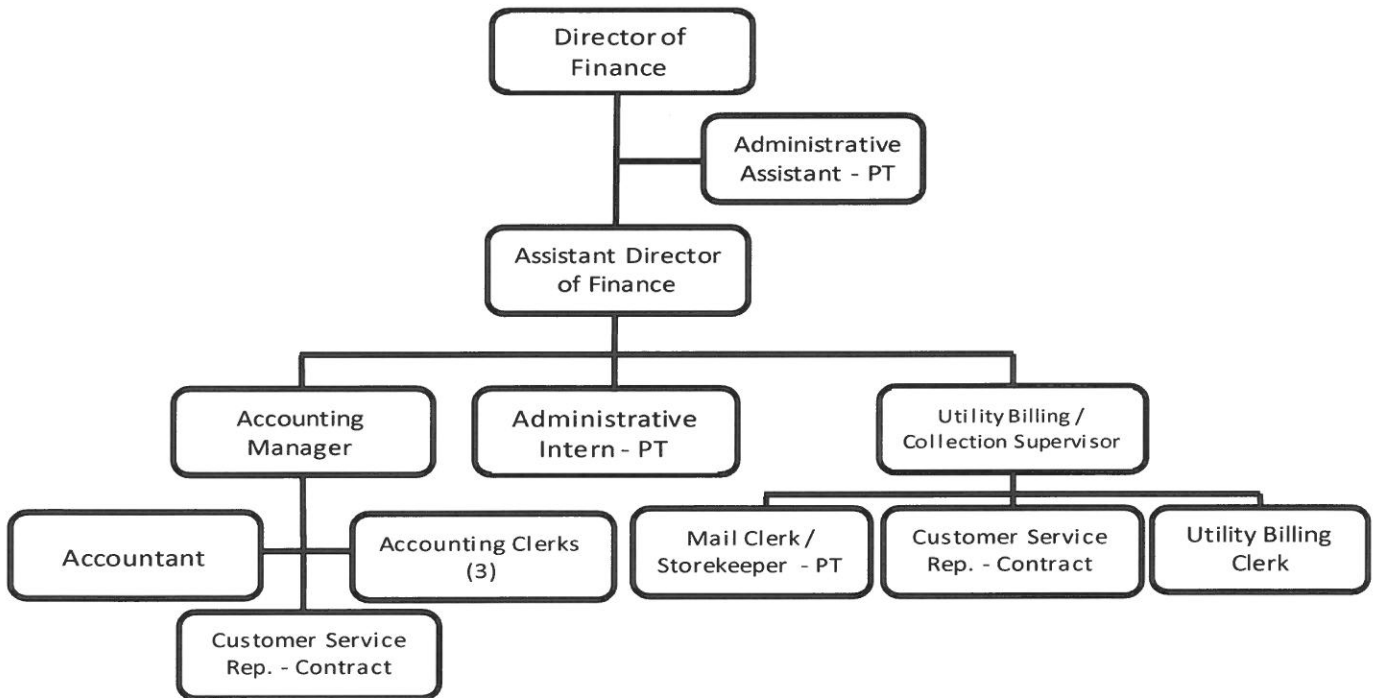 Director of
Finance
Administrative
Assistant - PT
Assistant Director
of Finance
Accounting
Manager
Administrative
Intern - PT
Utility Billing /
Collection Supervisor
Accountant
Accounting Clerks
(3)
Customer Service
Rep. - Contract
Mail Clerk /
Storekeeper - PT
Customer Service
Rep. - Contract
Utility Billing
Clerk